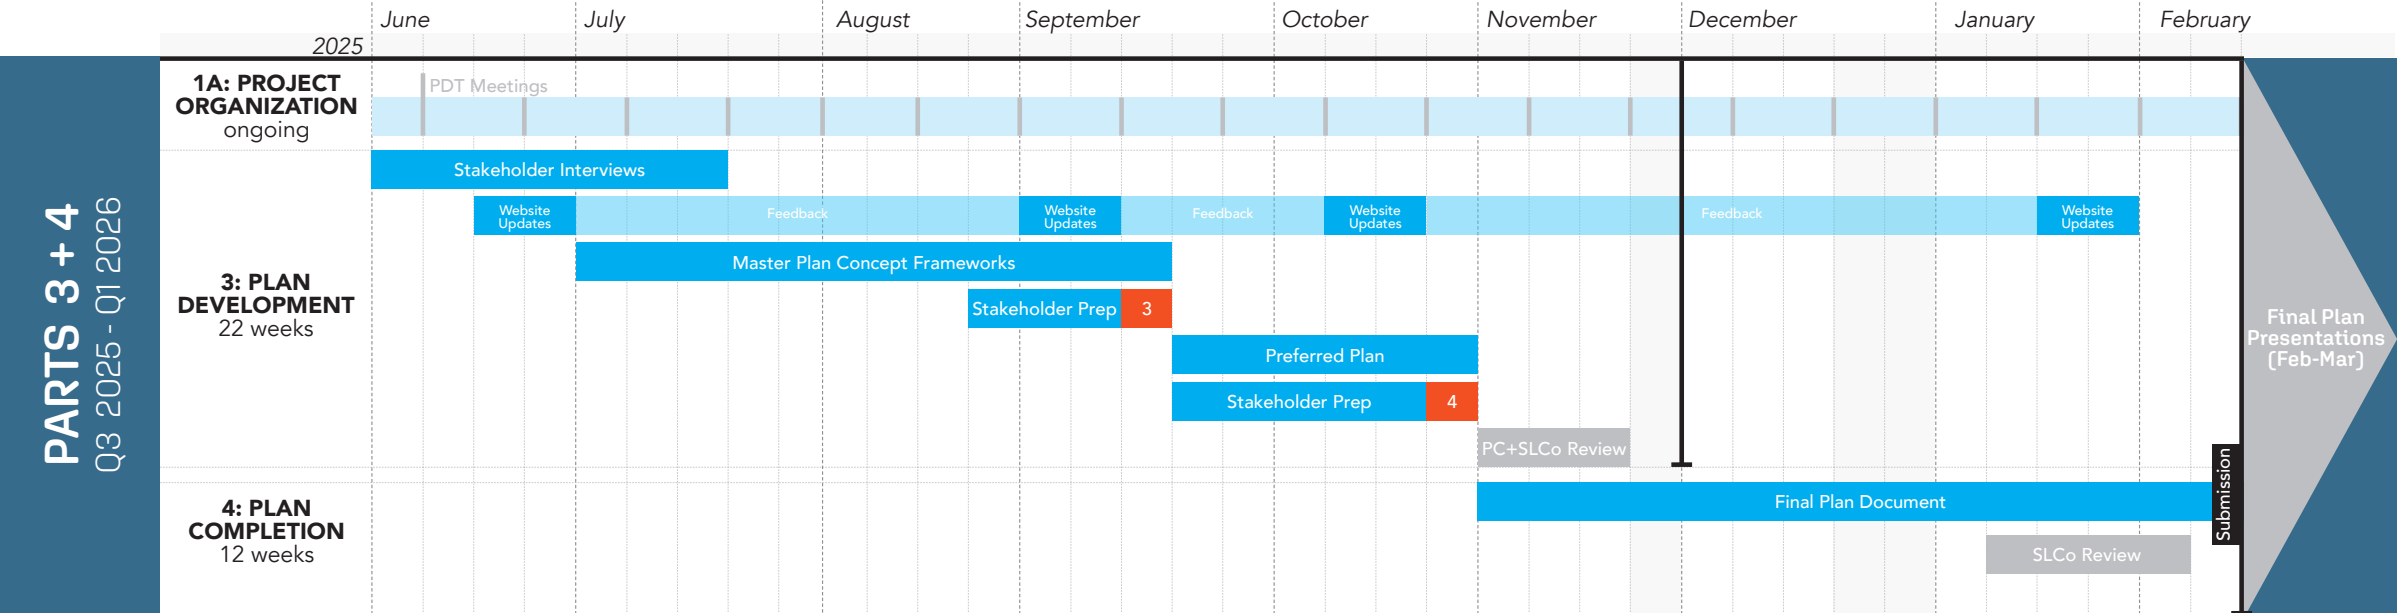 June July August September October November December January February
2025
PARTS 3 + 4
Q3 2025 - Q1 2026
1A: PROJECT
ORGANIZATION
ongoing
PDT Meetings
3: PLAN
DEVELOPMENT
22 weeks
Stakeholder Interviews
Website
Updates
Feedback
Website
Updates
Feedback
Website
Updates
Feedback
Website
Updates
Master Plan Concept Frameworks
Stakeholder Prep 3
Preferred Plan
Stakeholder Prep 4
PC+SLCo Review
4: PLAN
COMPLETION
12 weeks
Final Plan Document
SLCo Review
Submission
Final Plan
Presentations
(Feb-Mar)